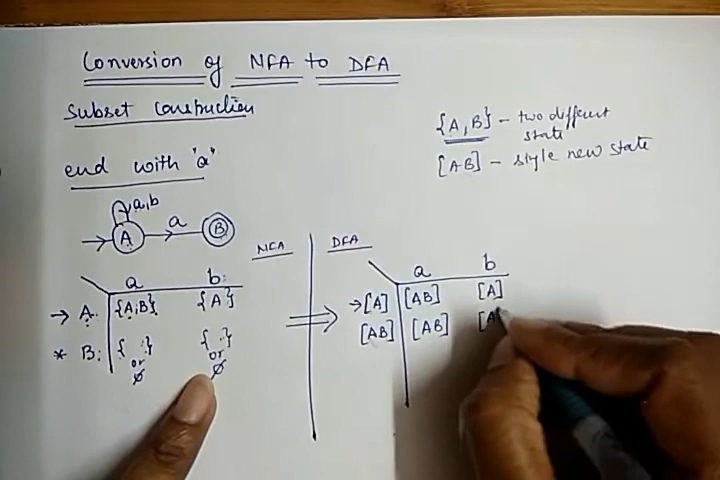 Conversion of NFA to DFA
Subset Construction
{A,B} - two different
state
[AB] - style new state
end with "a"
a,b
A
a
B
NFA
DFA
a b:
→ A: {A,B} {A}
* B: { } { }
or or
ø ø
a b
→ [A] [AB] [A]
[AB] [AB] [A